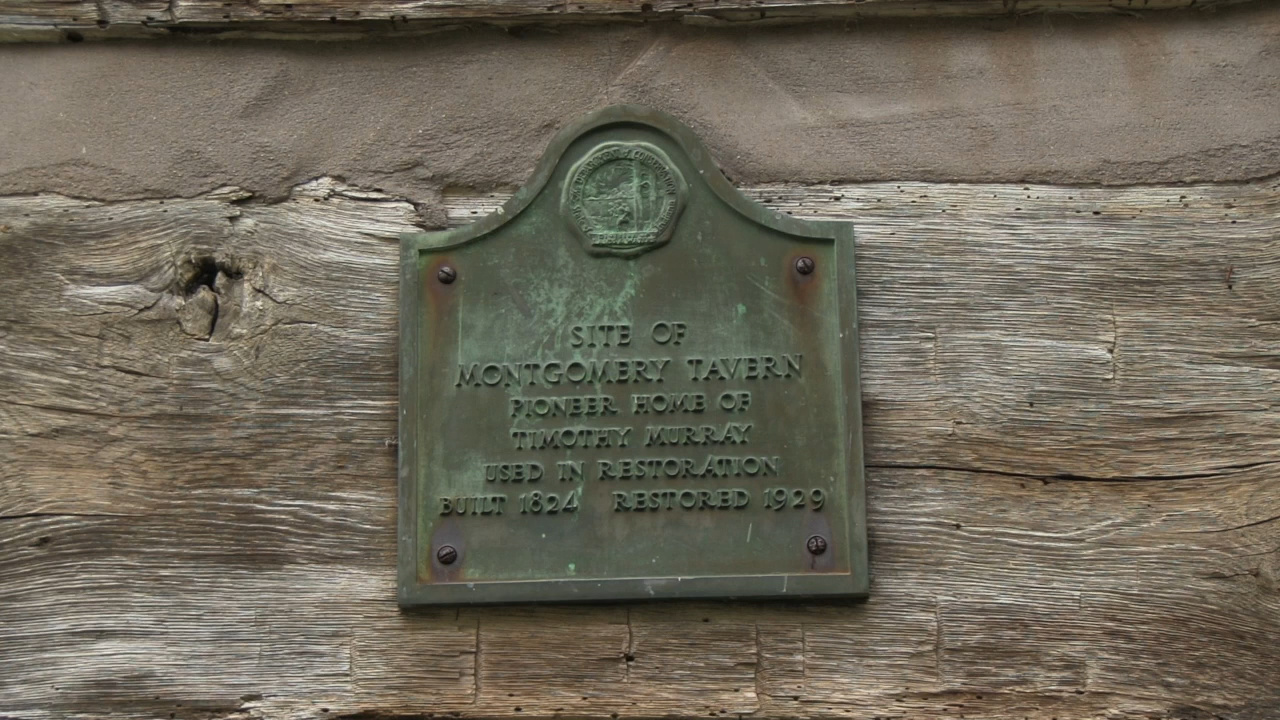 SITE OF
MONTGOMERY TAVERN
PIONEER HOME OF
TIMOTHY MURRAY
USED IN RESTORATION
BUILT 1824 RESTORED 1929